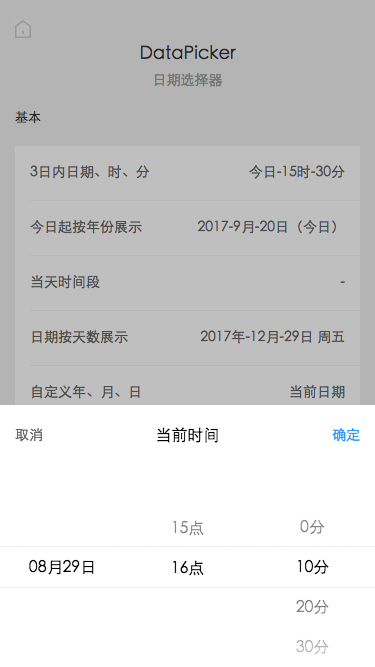 DataPicker
日期选择器
基本
3日内日期、时、分 今日-15时-30分
今日起按年份展示 2017-9月-20日（今日）
当天时间段 -
日期按天数展示 2017年-12月-29日 周五
自定义年、月、日 当前日期
取消 当前时间 确定
15点 0分
08月29日 16点 10分
20分
30分